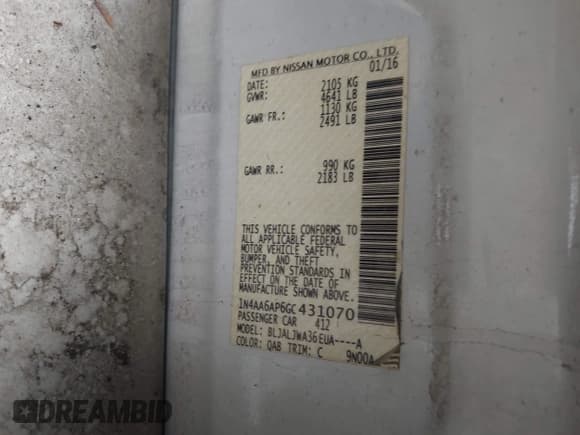 MFD BY NISSAN MOTOR CO., LTD.
DATE: 01/16
GVWR: 2105 KG
4641 LB
GAWR FR.: 1130 KG
2491 LB
GAWR RR.: 990 KG
2183 LB
THIS VEHICLE CONFORMS TO
ALL APPLICABLE FEDERAL
MOTOR VEHICLE SAFETY,
BUMPER, AND THEFT
PREVENTION STANDARDS IN
EFFECT ON THE DATE OF
MANUFACTURE SHOWN ABOVE.
1N4AA6AP6GC431070
PASSENGER CAR 412
MODEL: BLJALJWA36EUA----A
COLOR: QAB TRIM: C 9N00A
DREAMBID